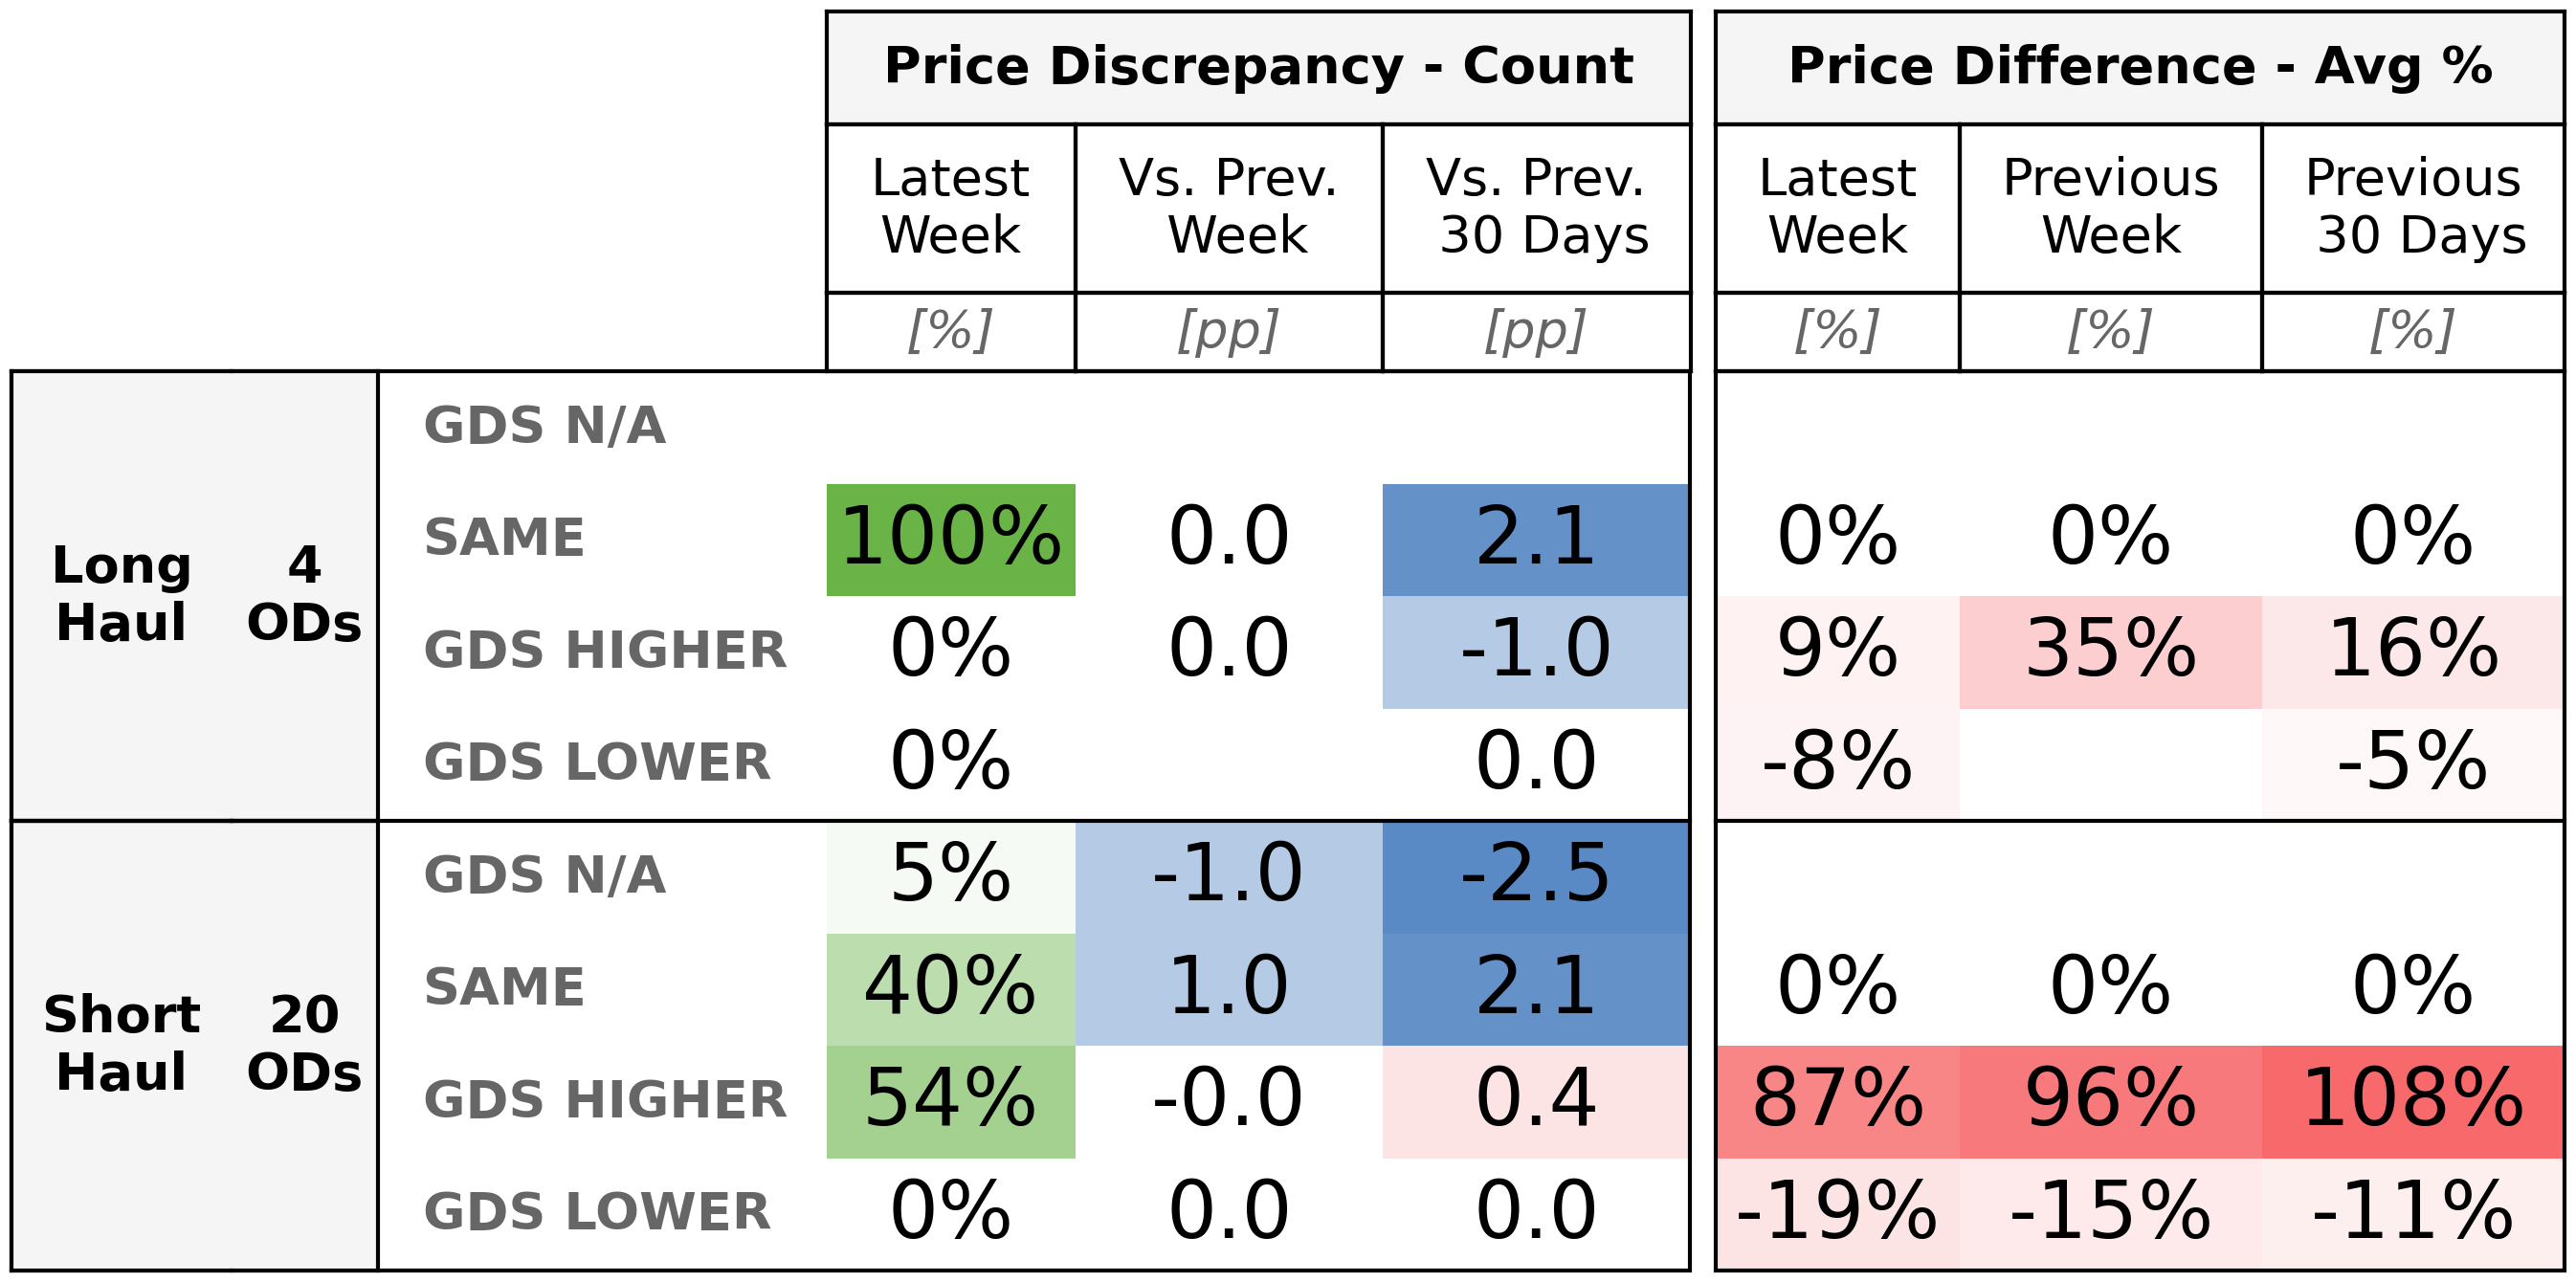 Price Discrepancy - Count Price Difference - Avg %
Latest Week Vs. Prev. Week Vs. Prev. 30 Days Latest Week Previous Week Previous 30 Days
[%] [pp] [pp] [%] [%] [%]
Long Haul 4 ODs
GDS N/A
SAME 100% 0.0 2.1 0% 0% 0%
GDS HIGHER 0% 0.0 -1.0 9% 35% 16%
GDS LOWER 0% 0.0 -8% -5%
Short Haul 20 ODs
GDS N/A 5% -1.0 -2.5
SAME 40% 1.0 2.1 0% 0% 0%
GDS HIGHER 54% -0.0 0.4 87% 96% 108%
GDS LOWER 0% 0.0 0.0 -19% -15% -11%